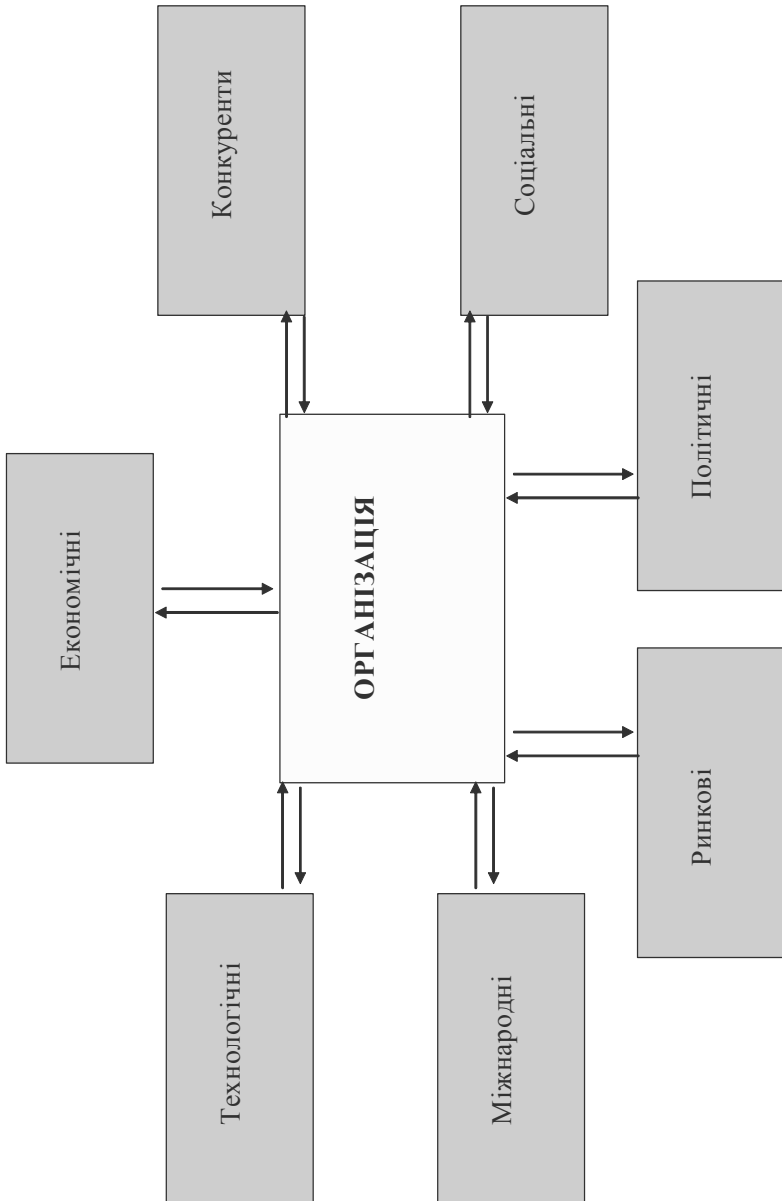 Економічні
Технологічні
Конкуренти
ОРГАНІЗАЦІЯ
Міжнародні
Соціальні
Ринкові
Політичні